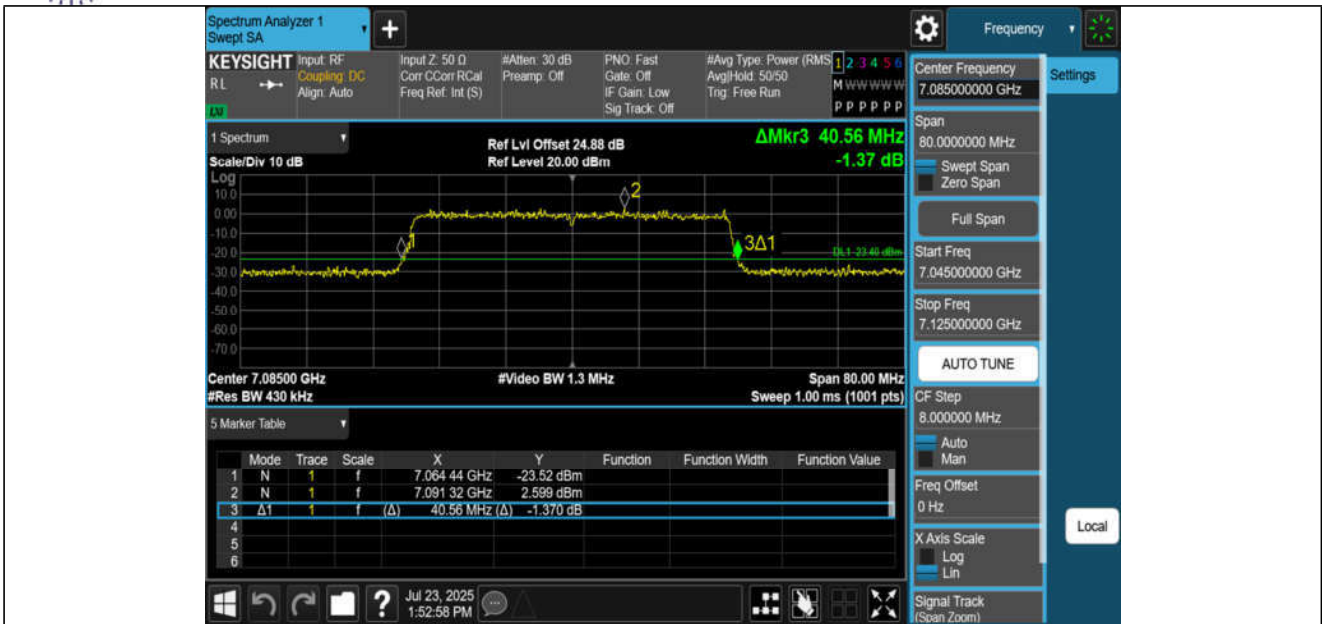 Spectrum Analyzer 1
Swept SA
+
Frequency
KEYSIGHT
RL
LVI
Input: RF
Coupling: DC
Align: Auto
Input Z: 50 Ω
Corr CCorr RCal
Freq Ref: Int (S)
#Atten: 30 dB
Preamp: Off
PNO: Fast
Gate: Off
IF Gain: Low
Sig Track: Off
#Avg Type: Power (RMS
Avg|Hold: 50/50
Trig: Free Run
1 2 3 4 5 6
M W W W W W
P P P P P P
1 Spectrum
Scale/Div 10 dB
Ref Lvl Offset 24.88 dB
Ref Level 20.00 dBm
ΔMkr3 40.56 MHz
-1.37 dB
Log
10.0
0.00
-10.0
-20.0
-30.0
-40.0
-50.0
-60.0
-70.0
1
2
3Δ1
DL1 -23.40 dBm
Center 7.08500 GHz
#Video BW 1.3 MHz
Span 80.00 MHz
#Res BW 430 kHz
Sweep 1.00 ms (1001 pts)
5 Marker Table
Mode Trace Scale X Y Function Function Width Function Value
1 N 1 f 7.064 44 GHz -23.52 dBm
2 N 1 f 7.091 32 GHz 2.599 dBm
3 Δ1 1 f (Δ) 40.56 MHz (Δ) -1.370 dB
4
5
6
?
Jul 23, 2025
1:52:58 PM
Center Frequency
7.085000000 GHz
Settings
Span
80.0000000 MHz
Swept Span
Zero Span
Full Span
Start Freq
7.045000000 GHz
Stop Freq
7.125000000 GHz
AUTO TUNE
CF Step
8.000000 MHz
Auto
Man
Freq Offset
0 Hz
X Axis Scale
Log
Lin
Local
Signal Track
(Span Zoom)